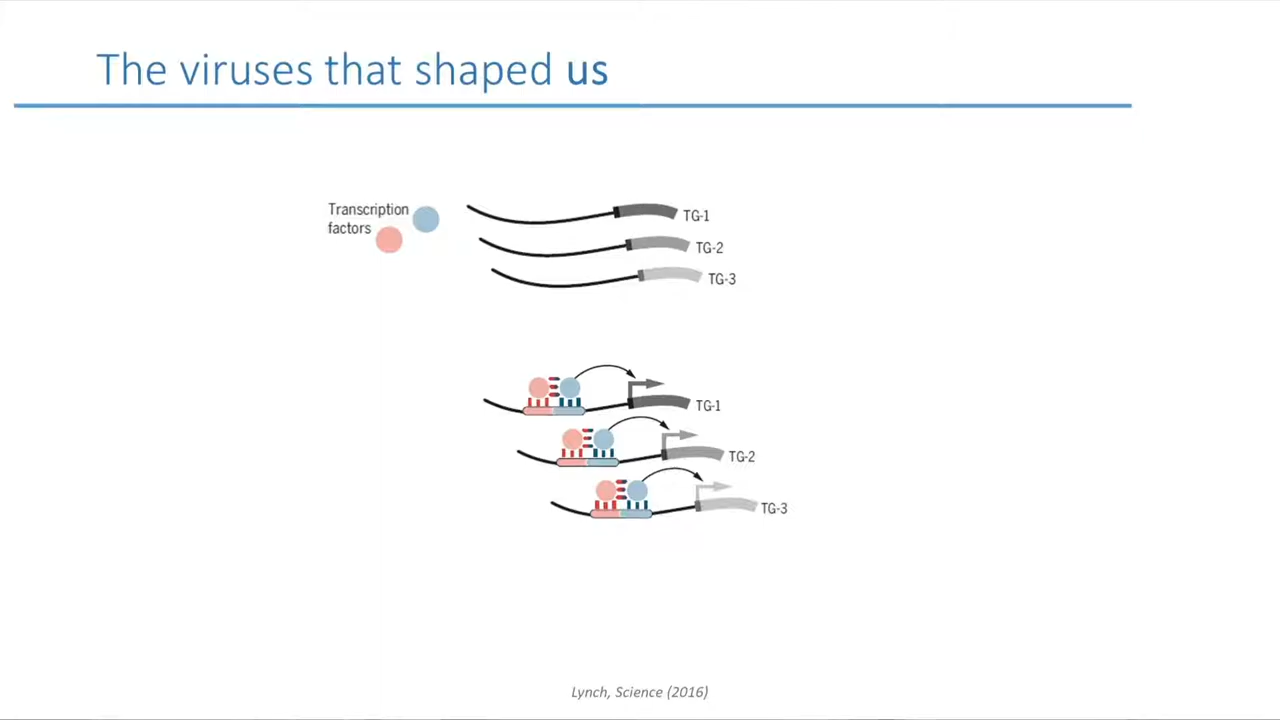 The viruses that shaped us
Transcription
factors
TG-1
TG-2
TG-3
TG-1
TG-2
TG-3
Lynch, Science (2016)